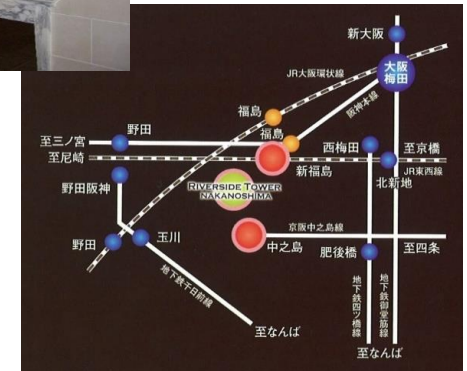 新大阪
大阪
梅田
JR大阪環状線
阪神本線
福島
野田
福島
西梅田
至三ノ宮
至京橋
至尼崎
JR東西線
新福島
北新地
野田阪神
RIVERSIDE TOWER
NAKANOSHIMA
京阪中之島線
野田
玉川
中之島
肥後橋
至四条
地下鉄千日前線
地下鉄四ツ橋線
地下鉄御堂筋線
至なんば
至なんば